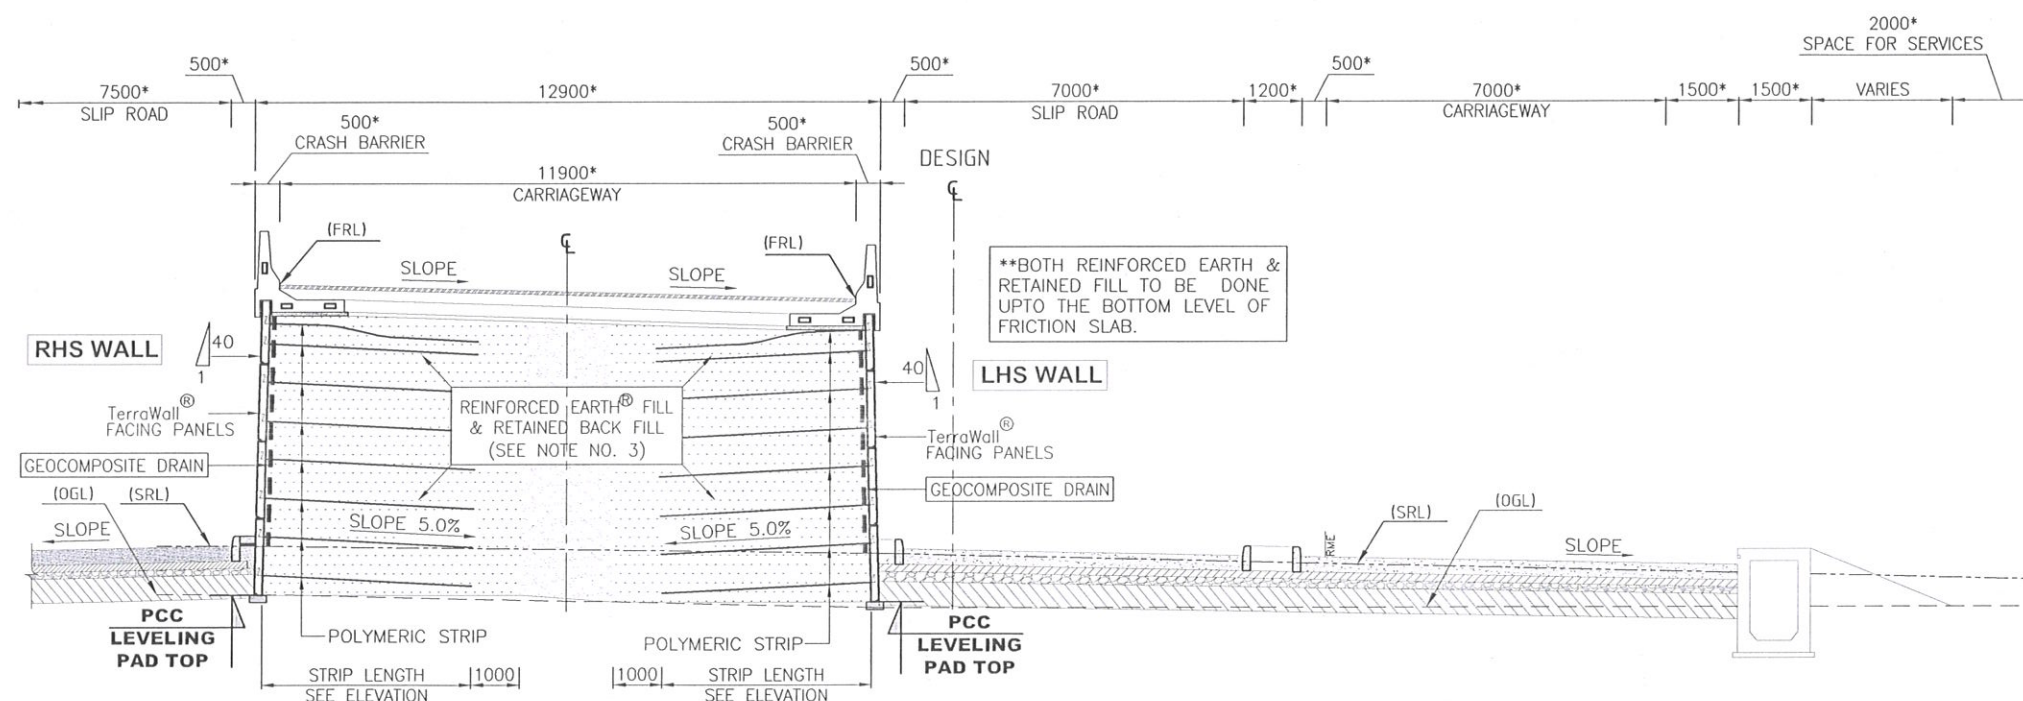 2000*
SPACE FOR SERVICES
500*
7500*
SLIP ROAD
12900*
500*
7000*
SLIP ROAD
1200*
500*
7000*
CARRIAGEWAY
1500*
1500*
VARIES
500*
CRASH BARRIER
500*
CRASH BARRIER
11900*
CARRIAGEWAY
DESIGN
℄
(FRL)
℄
(FRL)
SLOPE
SLOPE
**BOTH REINFORCED EARTH &
RETAINED FILL TO BE DONE
UPTO THE BOTTOM LEVEL OF
FRICTION SLAB.
RHS WALL
40
1
40
1
LHS WALL
TerraWall®
FACING PANELS
REINFORCED EARTH® FILL
& RETAINED BACK FILL
(SEE NOTE NO. 3)
TerraWall®
FACING PANELS
GEOCOMPOSITE DRAIN
GEOCOMPOSITE DRAIN
(OGL)
(SRL)
SLOPE
SLOPE 5.0%
SLOPE 5.0%
(SRL)
(OGL)
RME
SLOPE
PCC
LEVELING
PAD TOP
POLYMERIC STRIP
POLYMERIC STRIP
PCC
LEVELING
PAD TOP
STRIP LENGTH
SEE ELEVATION
1000
1000
STRIP LENGTH
SEE ELEVATION